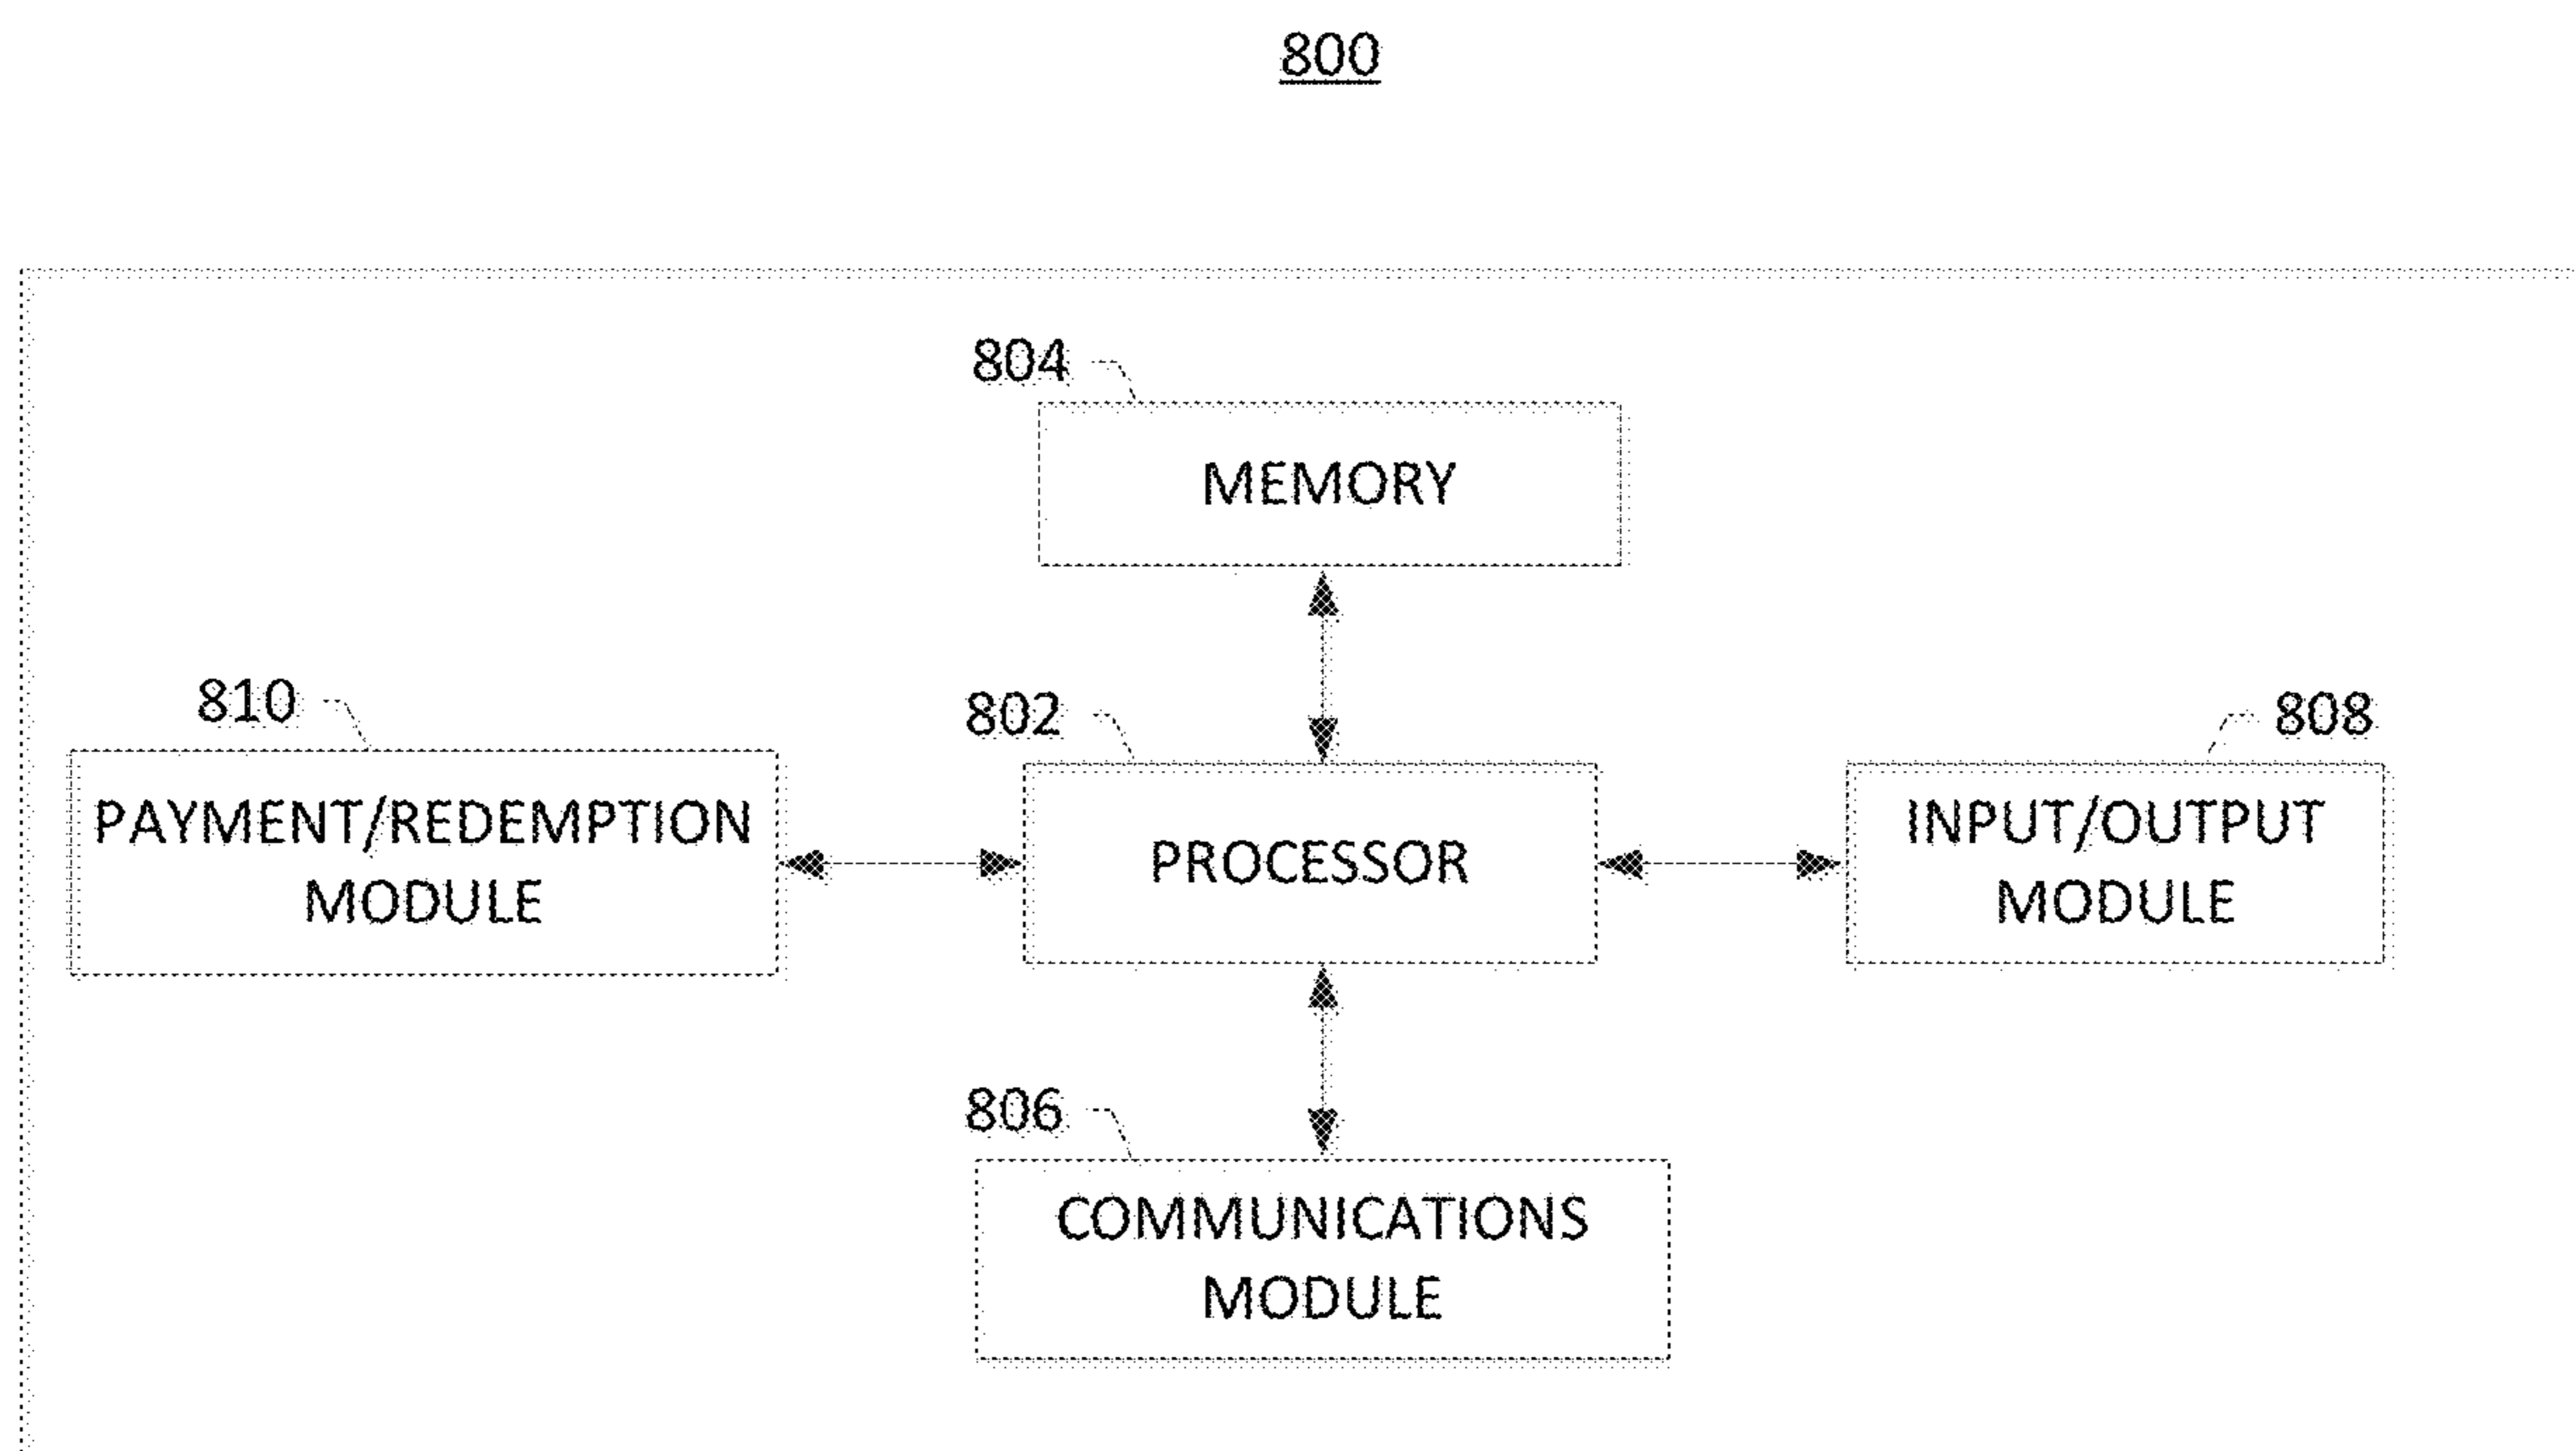 800
804
MEMORY
810
802
808
PAYMENT/REDEMPTION
MODULE
PROCESSOR
INPUT/OUTPUT
MODULE
806
COMMUNICATIONS
MODULE